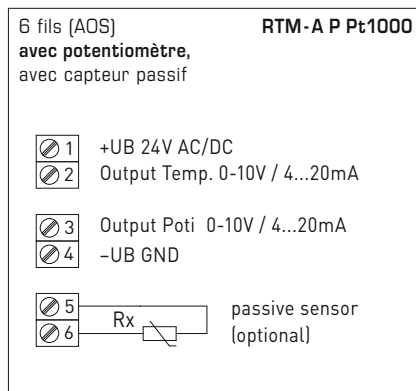 6 fils (AOS) RTM-A P Pt1000
avec potentiomètre,
avec capteur passif
1 +UB 24V AC/DC
2 Output Temp. 0-10V / 4...20mA
3 Output Poti 0-10V / 4...20mA
4 –UB GND
5 passive sensor
Rx
6 (optional)